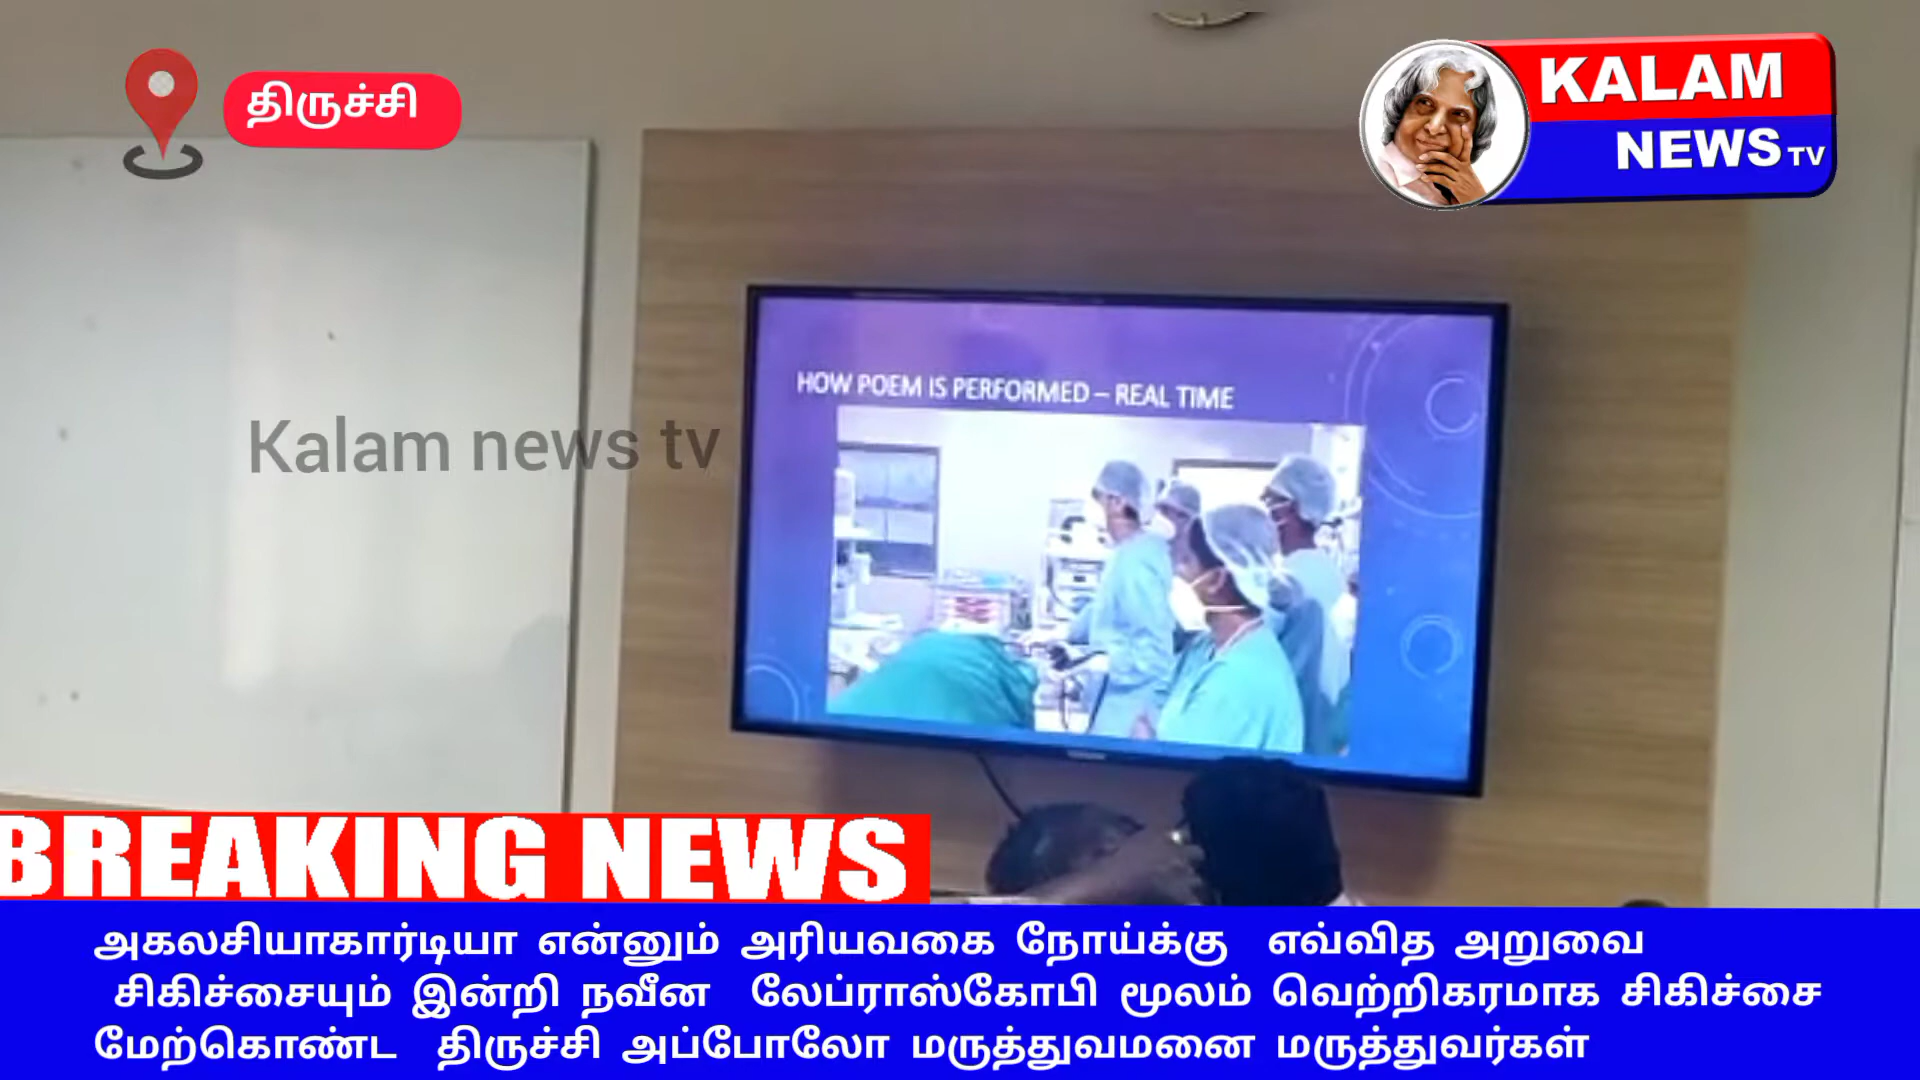 திருச்சி
KALAM
NEWS TV
HOW POEM IS PERFORMED – REAL TIME
Kalam news tv
BREAKING NEWS
அகலசியாகார்டியா என்னும் அரியவகை நோய்க்கு எவ்வித அறுவை
சிகிச்சையும் இன்றி நவீன லேப்ராஸ்கோபி மூலம் வெற்றிகரமாக சிகிச்சை
மேற்கொண்ட திருச்சி அப்போலோ மருத்துவமனை மருத்துவர்கள்